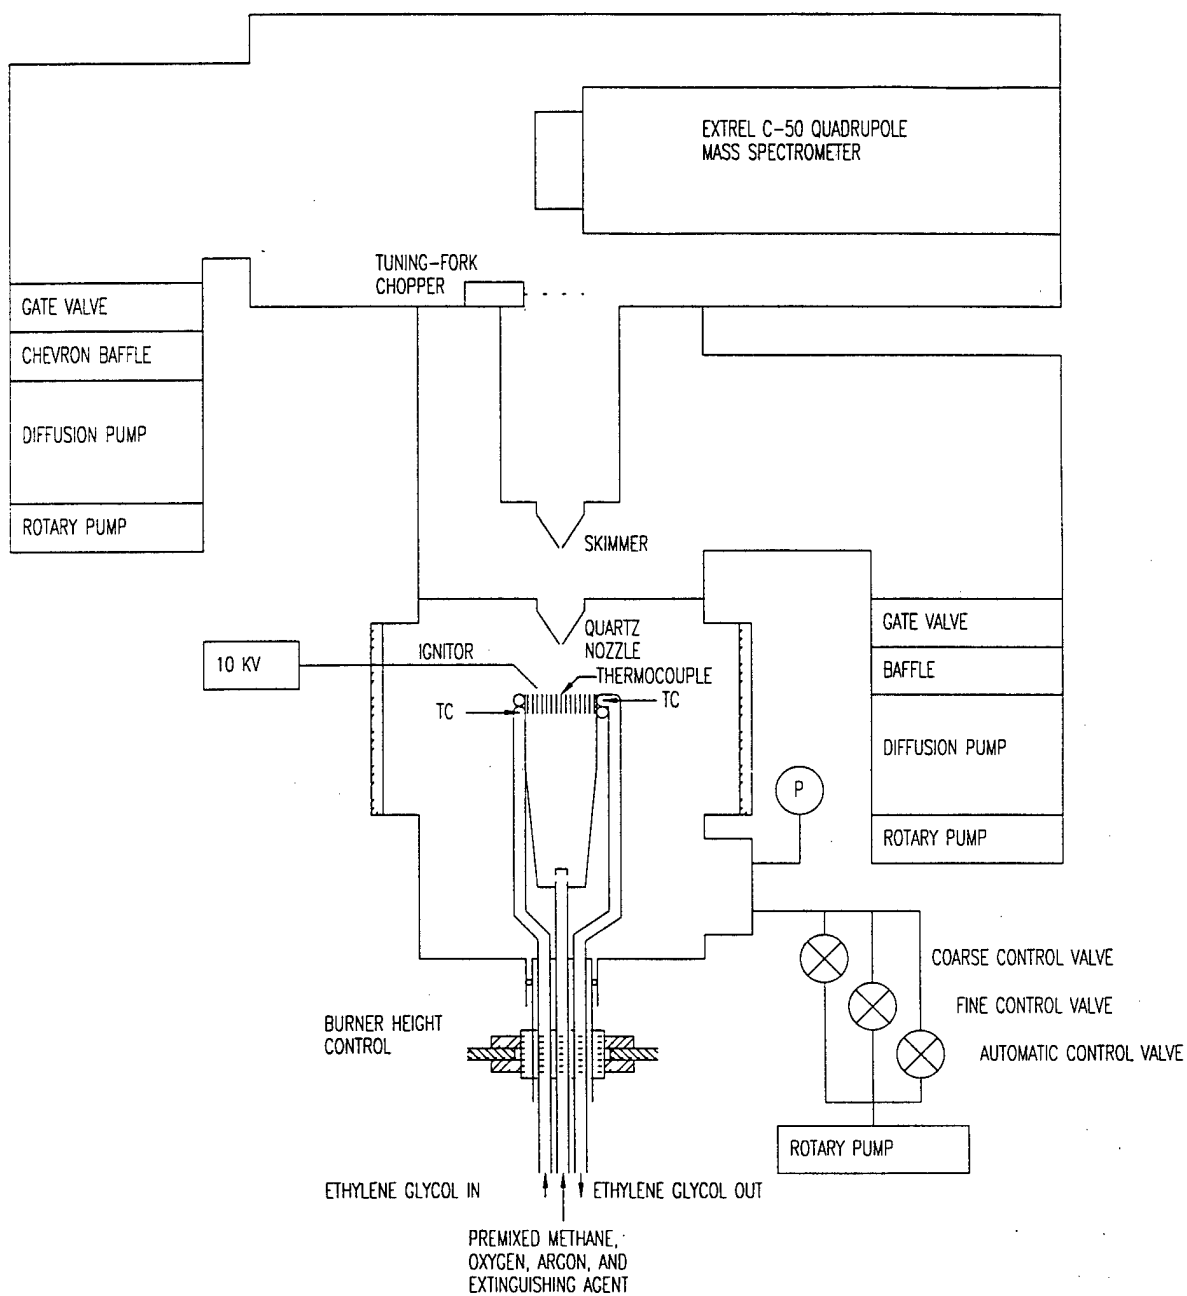 EXTREL C-50 QUADRUPOLE
MASS SPECTROMETER
TUNING-FORK
CHOPPER
GATE VALVE
CHEVRON BAFFLE
DIFFUSION PUMP
ROTARY PUMP
SKIMMER
QUARTZ
NOZZLE
IGNITOR
10 KV
THERMOCOUPLE
TC
TC
GATE VALVE
BAFFLE
DIFFUSION PUMP
ROTARY PUMP
P
COARSE CONTROL VALVE
FINE CONTROL VALVE
AUTOMATIC CONTROL VALVE
BURNER HEIGHT
CONTROL
ROTARY PUMP
ETHYLENE GLYCOL IN
ETHYLENE GLYCOL OUT
PREMIXED METHANE,
OXYGEN, ARGON, AND
EXTINGUISHING AGENT